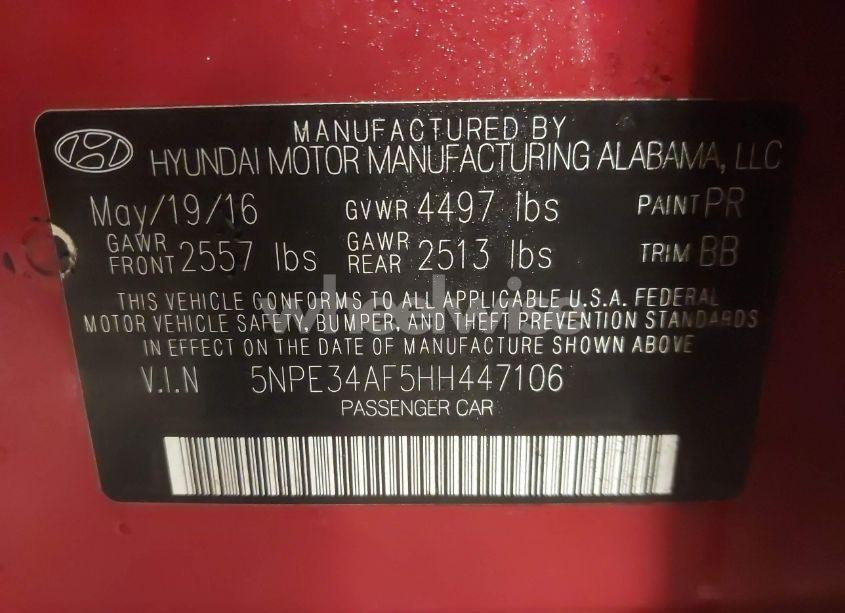 MANUFACTURED BY
HYUNDAI MOTOR MANUFACTURING ALABAMA, LLC
May/19/16 GVWR 4497 lbs PAINT PR
GAWR FRONT 2557 lbs GAWR REAR 2513 lbs TRIM BB
THIS VEHICLE CONFORMS TO ALL APPLICABLE U.S.A. FEDERAL
MOTOR VEHICLE SAFETY, BUMPER, AND THEFT PREVENTION STANDARDS
IN EFFECT ON THE DATE OF MANUFACTURE SHOWN ABOVE
V.I.N 5NPE34AF5HH447106
PASSENGER CAR
wheelwise